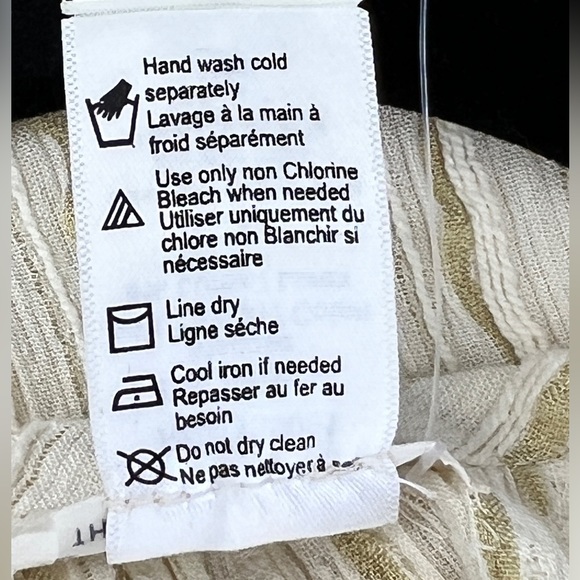 Hand wash cold
separately
Lavage à la main à
froid séparément
Use only non Chlorine
Bleach when needed
Utiliser uniquement du
chlore non Blanchir si
nécessaire
Line dry
Ligne séche
Cool iron if needed
Repasser au fer au
besoin
Do not dry clean
Ne pas nettoyer à